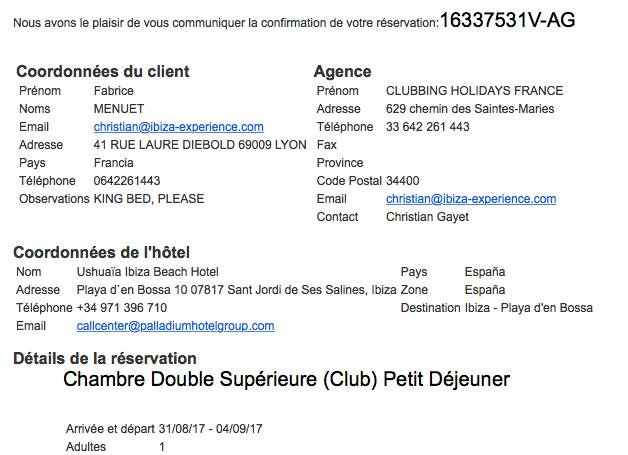 Nous avons le plaisir de vous communiquer la confirmation de votre réservation:16337531V-AG
Coordonnées du client
Prénom Fabrice
Noms MENUET
Email christian@ibiza-experience.com
Adresse 41 RUE LAURE DIEBOLD 69009 LYON
Pays Francia
Téléphone 0642261443
Observations KING BED, PLEASE
Agence
Prénom CLUBBING HOLIDAYS FRANCE
Adresse 629 chemin des Saintes-Maries
Téléphone 33 642 261 443
Fax
Province
Code Postal 34400
Email christian@ibiza-experience.com
Contact Christian Gayet
Coordonnées de l'hôtel
Nom Ushuaïa Ibiza Beach Hotel Pays España
Adresse Playa d`en Bossa 10 07817 Sant Jordi de Ses Salines, Ibiza Zone España
Téléphone +34 971 396 710 Destination Ibiza - Playa d'en Bossa
Email callcenter@palladiumhotelgroup.com
Détails de la réservation
Chambre Double Supérieure (Club) Petit Déjeuner
Arrivée et départ 31/08/17 - 04/09/17
Adultes 1